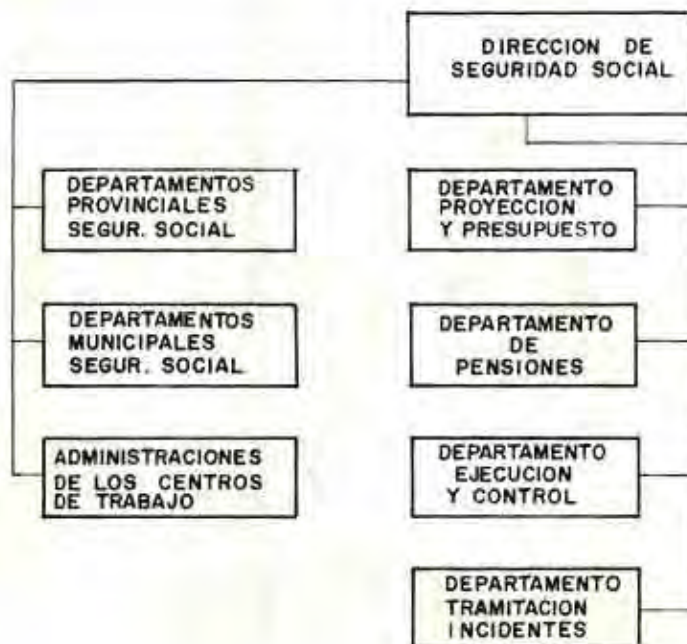 DIRECCION DE
SEGURIDAD SOCIAL
DEPARTAMENTOS
PROVINCIALES
SEGUR. SOCIAL
DEPARTAMENTOS
MUNICIPALES
SEGUR. SOCIAL
ADMINISTRACIONES
DE LOS CENTROS
DE TRABAJO
DEPARTAMENTO
PROYECCION
Y PRESUPUESTO
DEPARTAMENTO
DE
PENSIONES
DEPARTAMENTO
EJECUCION
Y CONTROL
DEPARTAMENTO
TRAMITACION
INCIDENTES